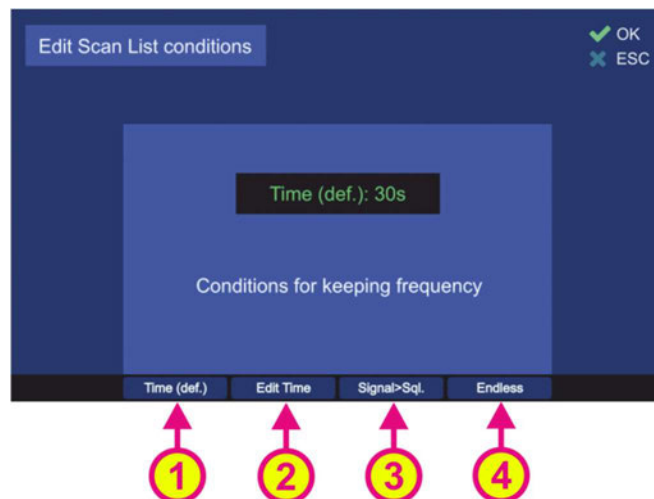 Edit Scan List conditions
OK
ESC
Time (def.): 30s
Conditions for keeping frequency
Time (def.) Edit Time Signal>Sql. Endless
1 2 3 4